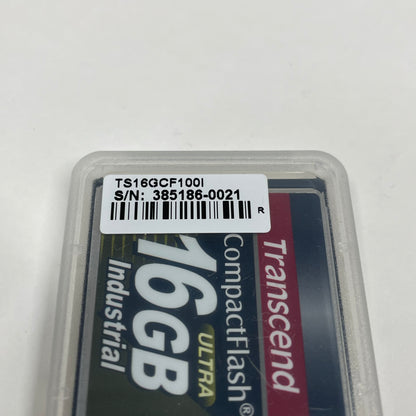 TS16GCF100I
S/N: 385186-0021
R
Transcend
CompactFlash®
ULTRA
16GB
Industrial